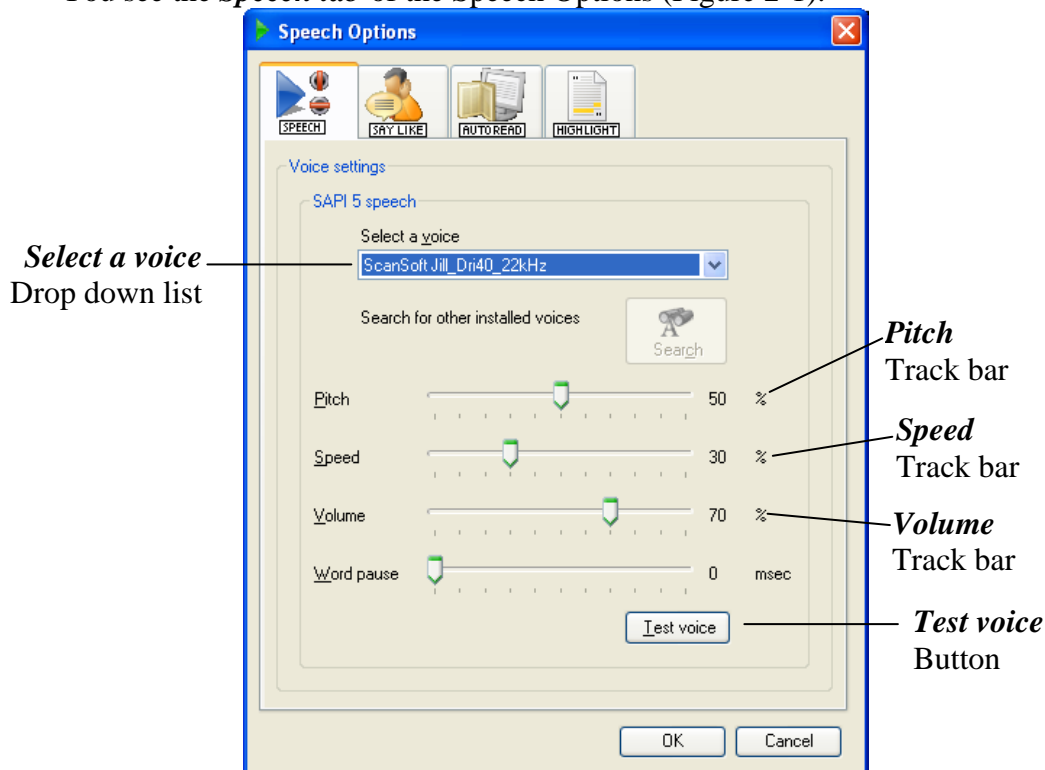 You see the Speech tab of the Speech Options (Figure 2-1).
Speech Options
SPEECH
SAY LIKE
AUTOREAD
HIGHLIGHT
Voice settings
SAPI 5 speech
Select a voice
Select a voice
Drop down list
ScanSoft Jill_Dri40_22kHz
Search for other installed voices
Search
Pitch
Track bar
Pitch 50 %
Speed
Track bar
Speed 30 %
Volume 70 %
Volume
Track bar
Word pause 0 msec
Test voice
Test voice
Button
OK Cancel